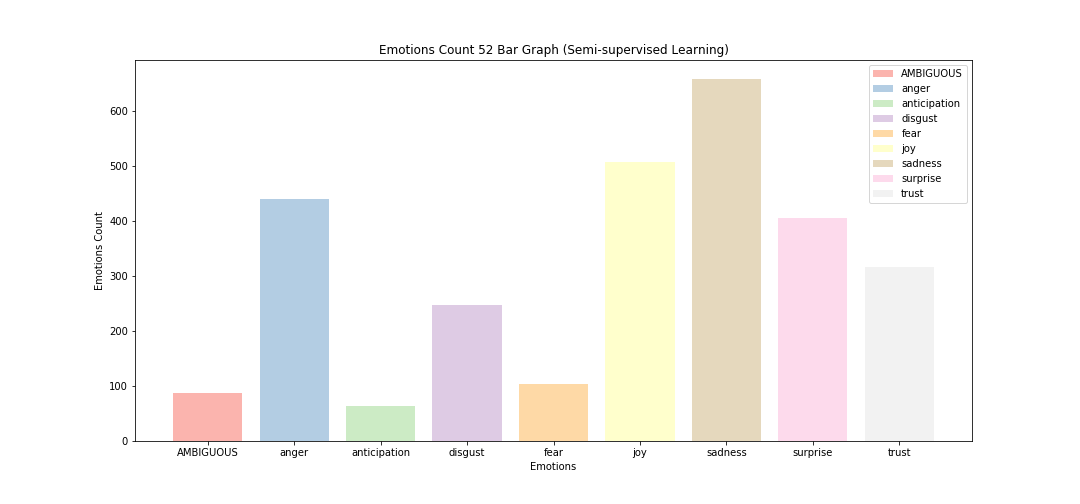 Emotions Count 52 Bar Graph (Semi-supervised Learning)
AMBIGUOUS
anger
anticipation
disgust
fear
joy
sadness
surprise
trust
Emotions Count
600
500
400
300
200
100
0
AMBIGUOUS anger anticipation disgust fear joy sadness surprise trust
Emotions